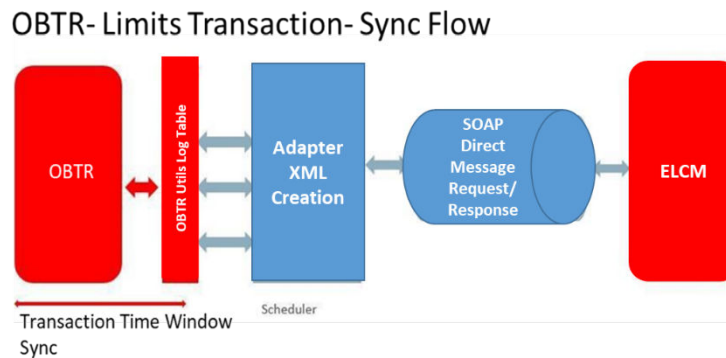 OBTR- Limits Transaction- Sync Flow
OBTR
OBTR Utils Log Table
Adapter
XML
Creation
SOAP
Direct
Message
Request/
Response
ELCM
Scheduler
Transaction Time Window
Sync